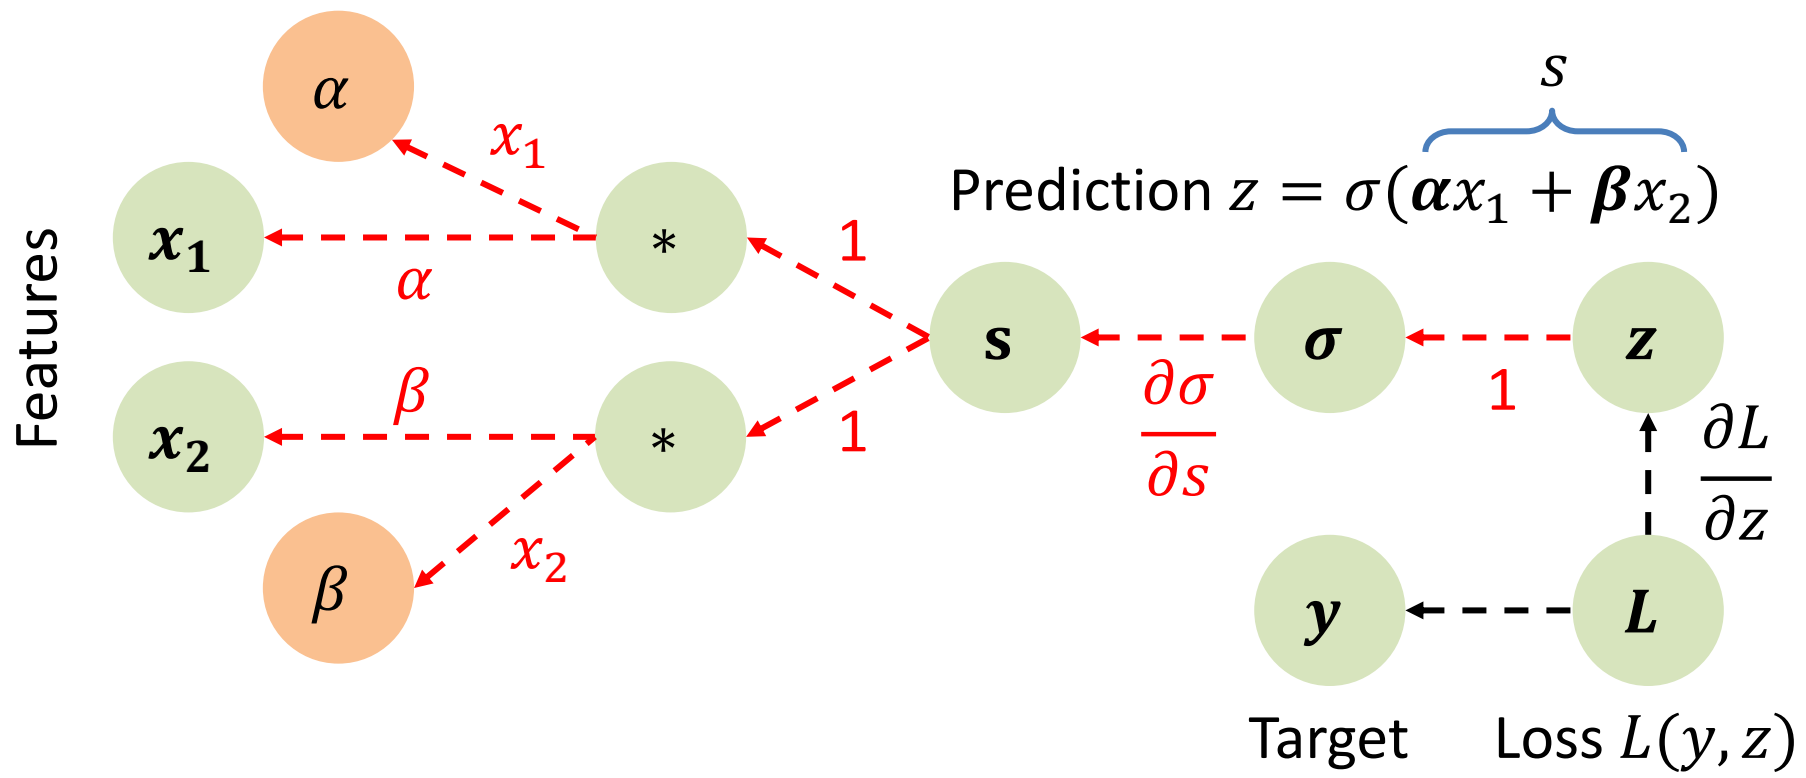 α
x₁
s
Prediction z = σ(αx₁ + βx₂)
Features
x₁
α
*
1
s
∂σ/∂s
σ
1
z
x₂
β
*
1
∂L/∂z
β
x₂
y
L
Target
Loss L(y, z)